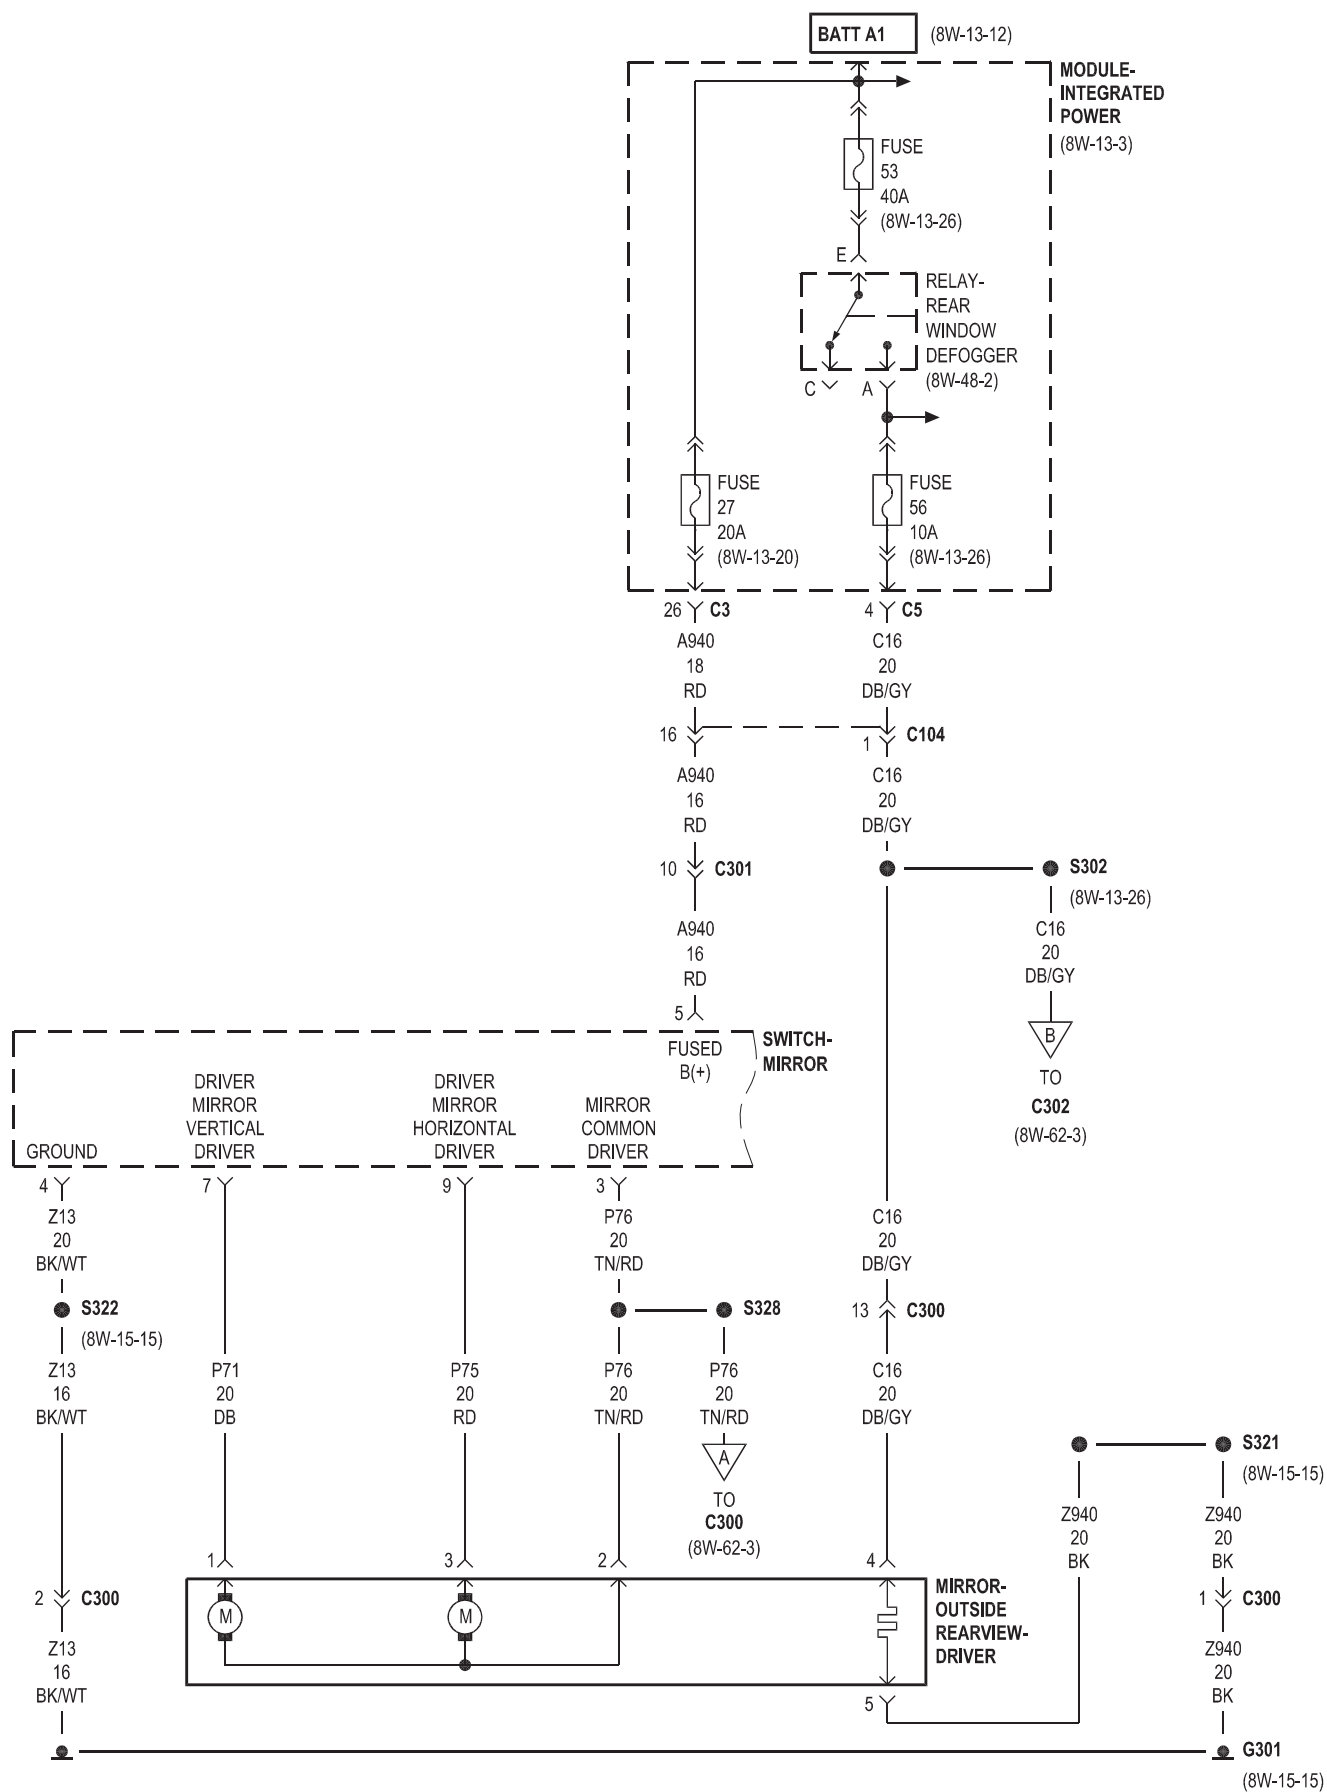 BATT A1 (8W-13-12)
MODULE-
INTEGRATED
POWER
(8W-13-3)
FUSE
53
40A
(8W-13-26)
E
RELAY-
REAR
WINDOW
DEFOGGER
(8W-48-2)
C A
FUSE
27
20A
(8W-13-20)
FUSE
56
10A
(8W-13-26)
26 C3
4 C5
A940
18
RD
C16
20
DB/GY
16
1 C104
A940
16
RD
C16
20
DB/GY
10 C301
S302
(8W-13-26)
A940
16
RD
C16
20
DB/GY
5
B
TO
C302
(8W-62-3)
SWITCH-
MIRROR
FUSED
B(+)
GROUND
DRIVER
MIRROR
VERTICAL
DRIVER
DRIVER
MIRROR
HORIZONTAL
DRIVER
MIRROR
COMMON
DRIVER
4 7 9 3
Z13
20
BK/WT
P76
20
TN/RD
C16
20
DB/GY
S322
(8W-15-15)
S328
13 C300
Z13
16
BK/WT
P71
20
DB
P75
20
RD
P76
20
TN/RD
P76
20
TN/RD
C16
20
DB/GY
A
TO
C300
(8W-62-3)
S321
(8W-15-15)
Z940
20
BK
Z940
20
BK
1 3 2 4
2 C300
M M
MIRROR-
OUTSIDE
REARVIEW-
DRIVER
1 C300
Z13
16
BK/WT
Z940
20
BK
5
G301
(8W-15-15)